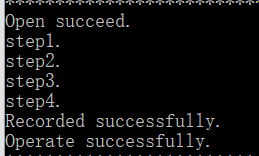 **************************
Open succeed.
step1.
step2.
step3.
step4.
Recorded successfully.
Operate successfully.